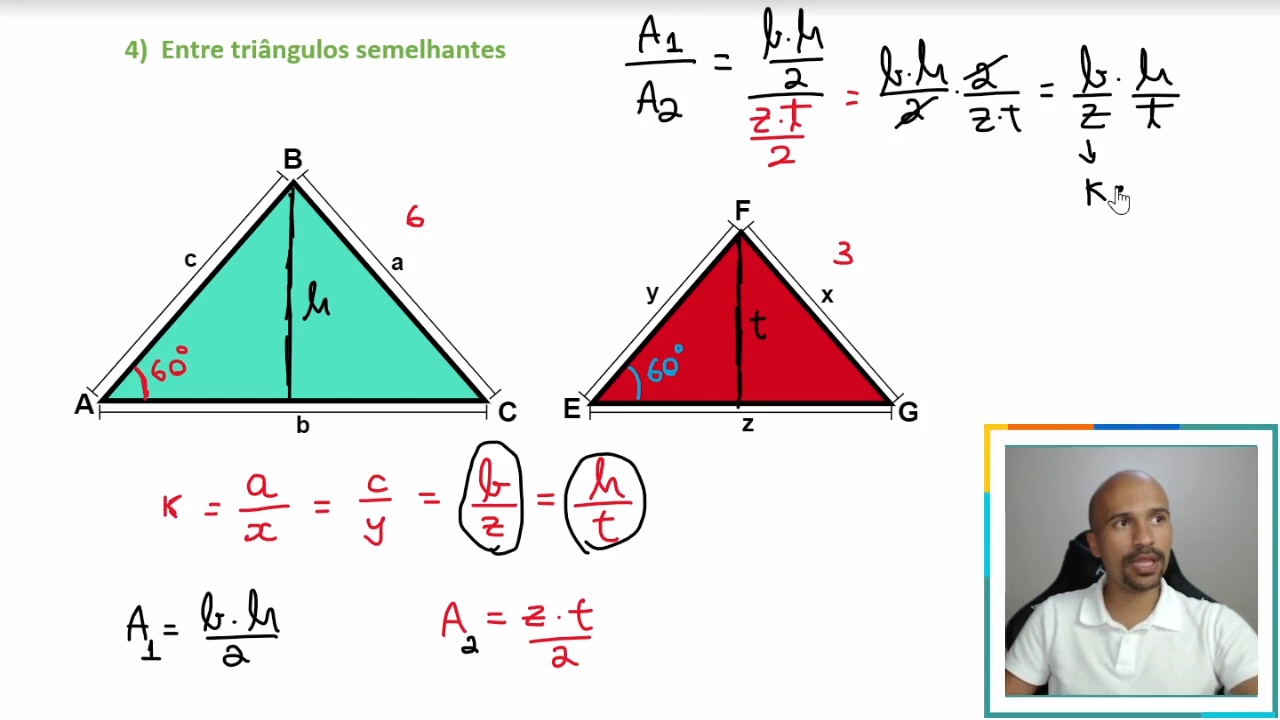 4) Entre triângulos semelhantes
A1/A2 = (b·h/2)/(z·t/2) = b·h/2 · 2/z·t = b/z · h/t
↓
K·
B
6
c
a
h
60°
A
C
b
F
3
y
x
t
60°
E
G
z
K = a/x = c/y = b/z = h/t
A1 = b·h/2
A2 = z·t/2